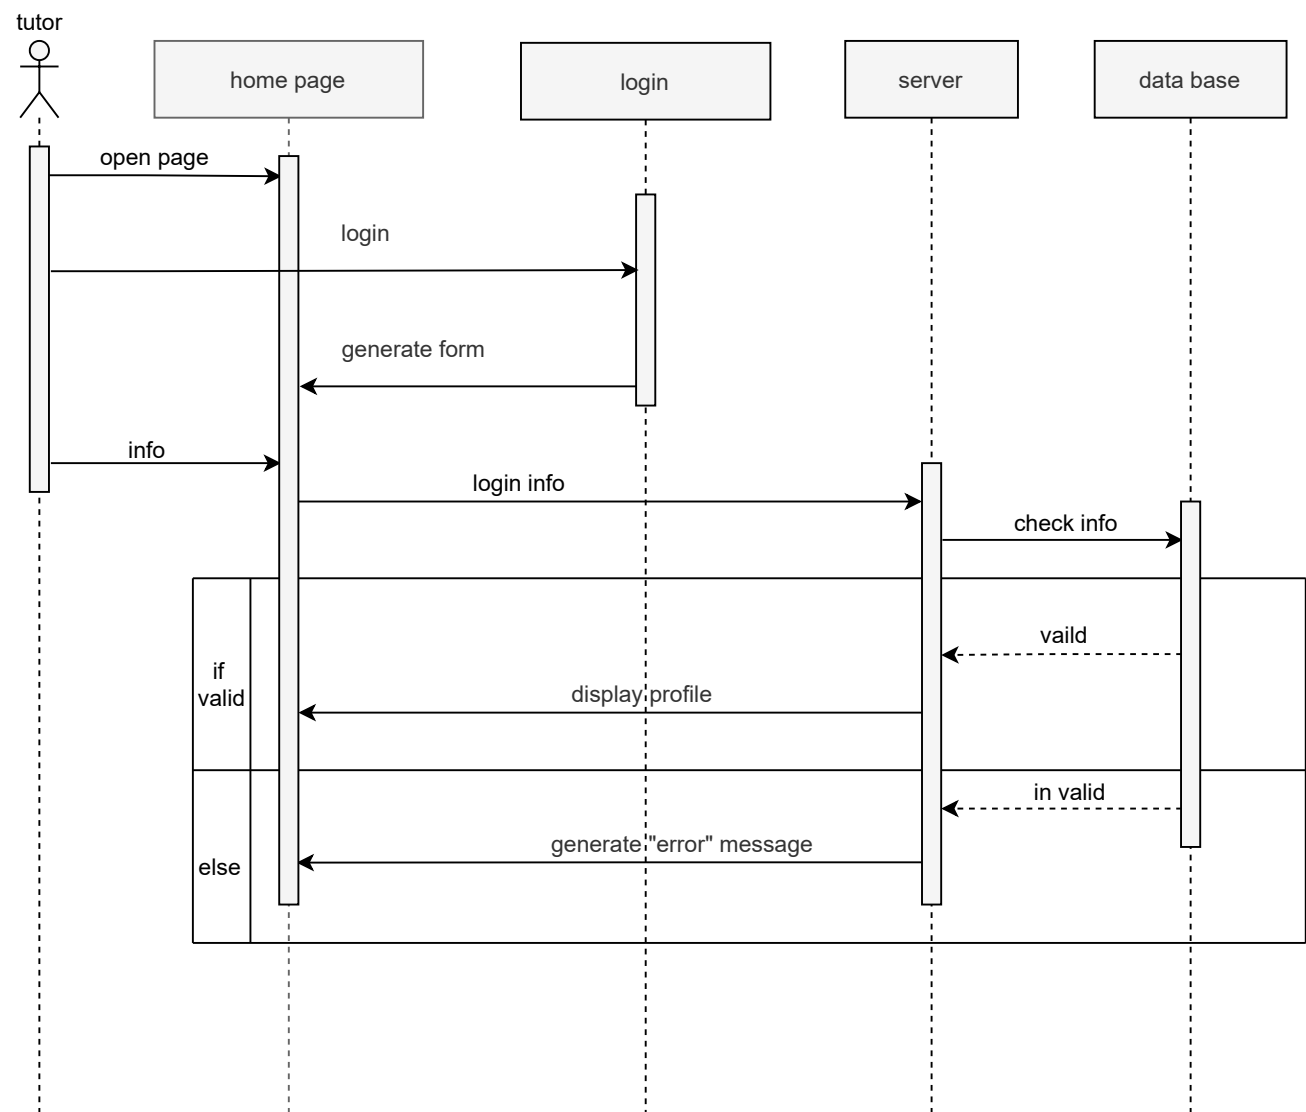 tutor
home page
login
server
data base
open page
login
generate form
info
login info
check info
vaild
if
valid
display profile
in valid
generate "error" message
else